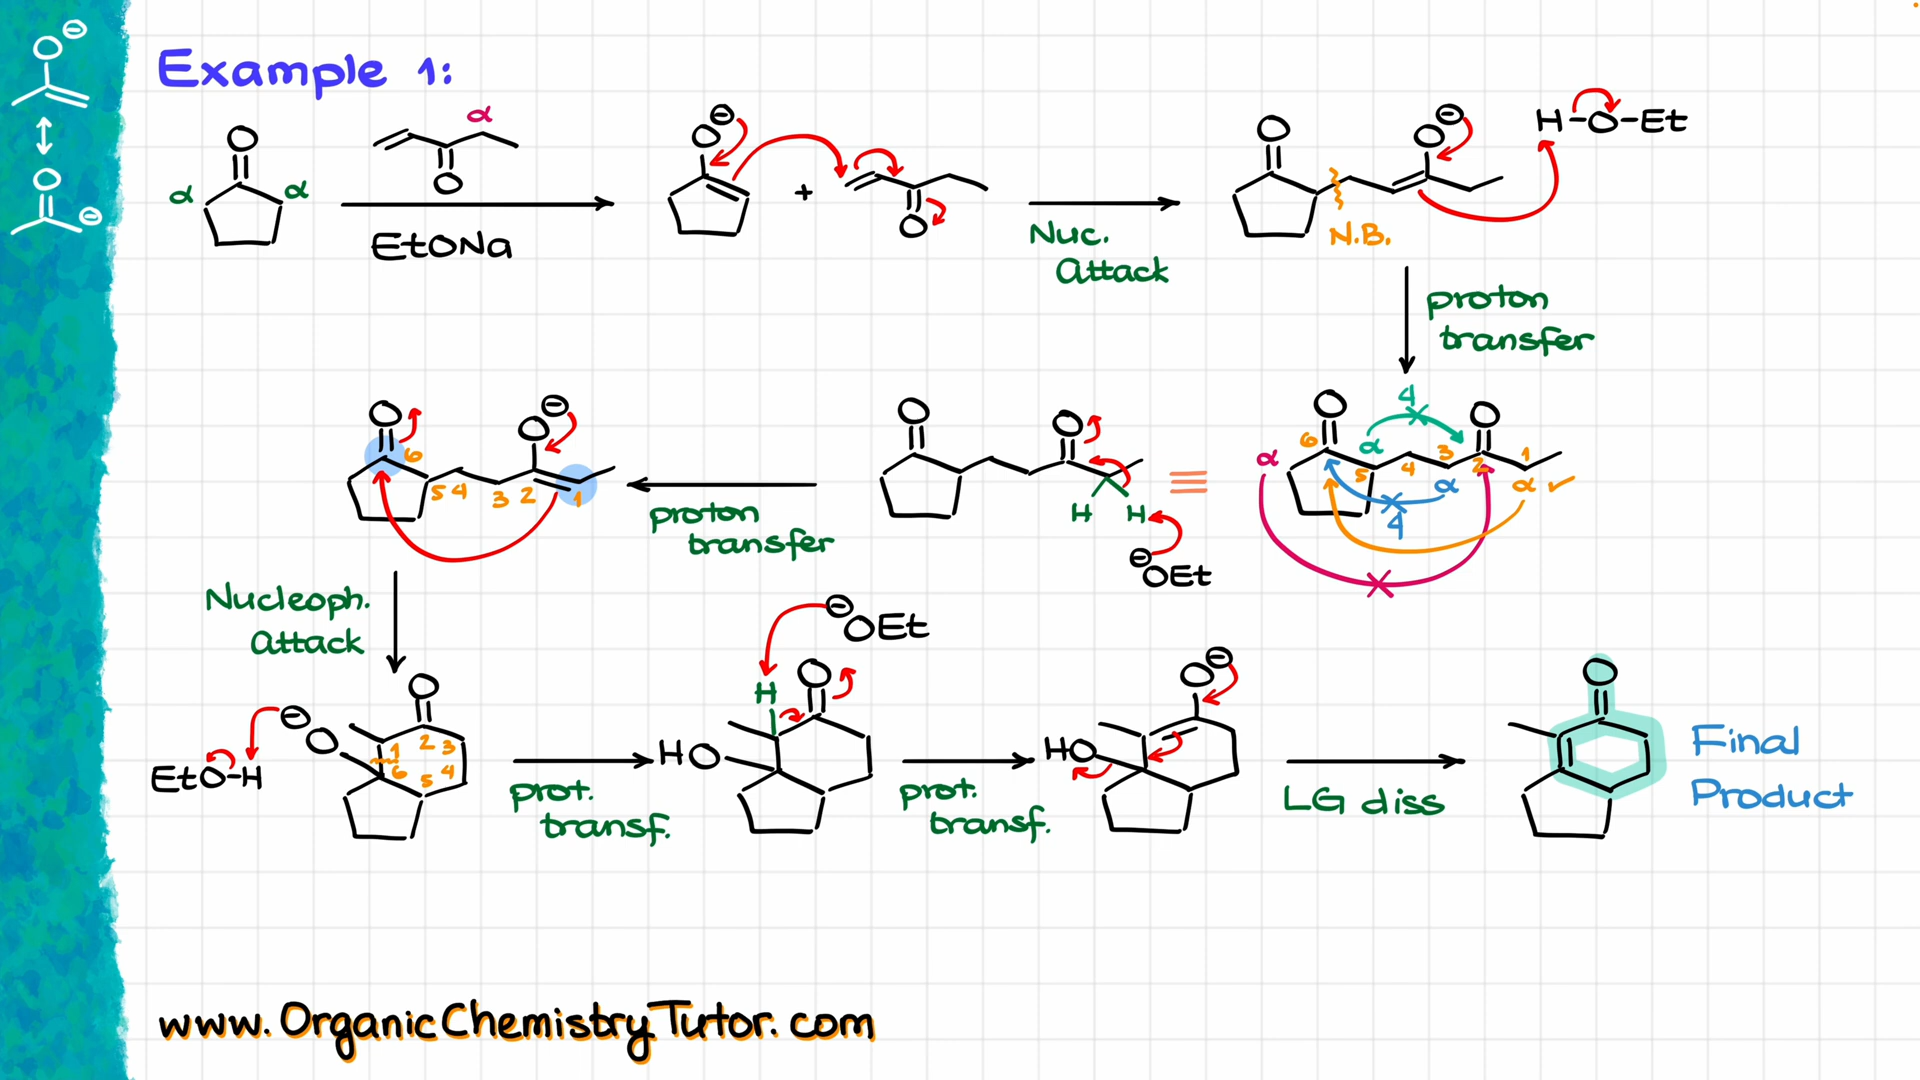 Example 1:
α
O
α
α
O
EtONa
O⊖
+
O
Nuc.
Attack
O
N.B.
O⊖
H-O-Et
proton
transfer
O
6
α
α
4
5
4
3
2
O
1
α ✓
α
4
≡
O
O
H
H
⊖OEt
proton
transfer
O
6
5
4
3
2
1
O⊖
Nucleoph.
attack
EtO-H
⊖O
O
1
2
3
4
5
6
prot.
transf.
⊖OEt
H
O
HO
prot.
transf.
O⊖
HO
LG diss
O
Final
Product
www.OrganicChemistryTutor.com
O⊖
O
⊖